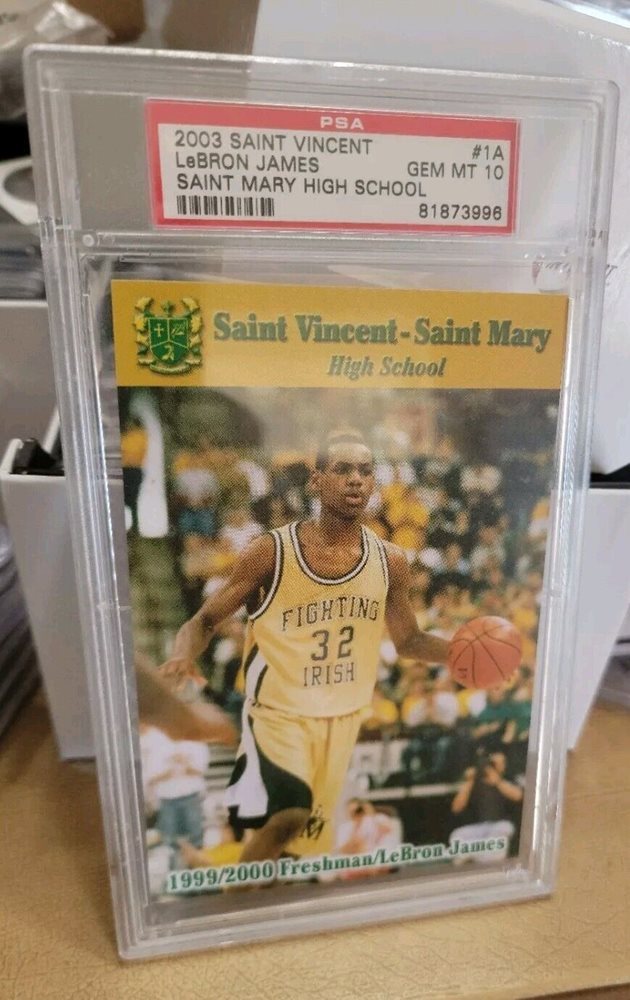 PSA
2003 SAINT VINCENT #1A
LeBRON JAMES GEM MT 10
SAINT MARY HIGH SCHOOL
81873996
Saint Vincent-Saint Mary
High School
FIGHTING
32
IRISH
1999/2000 Freshman/LeBron James